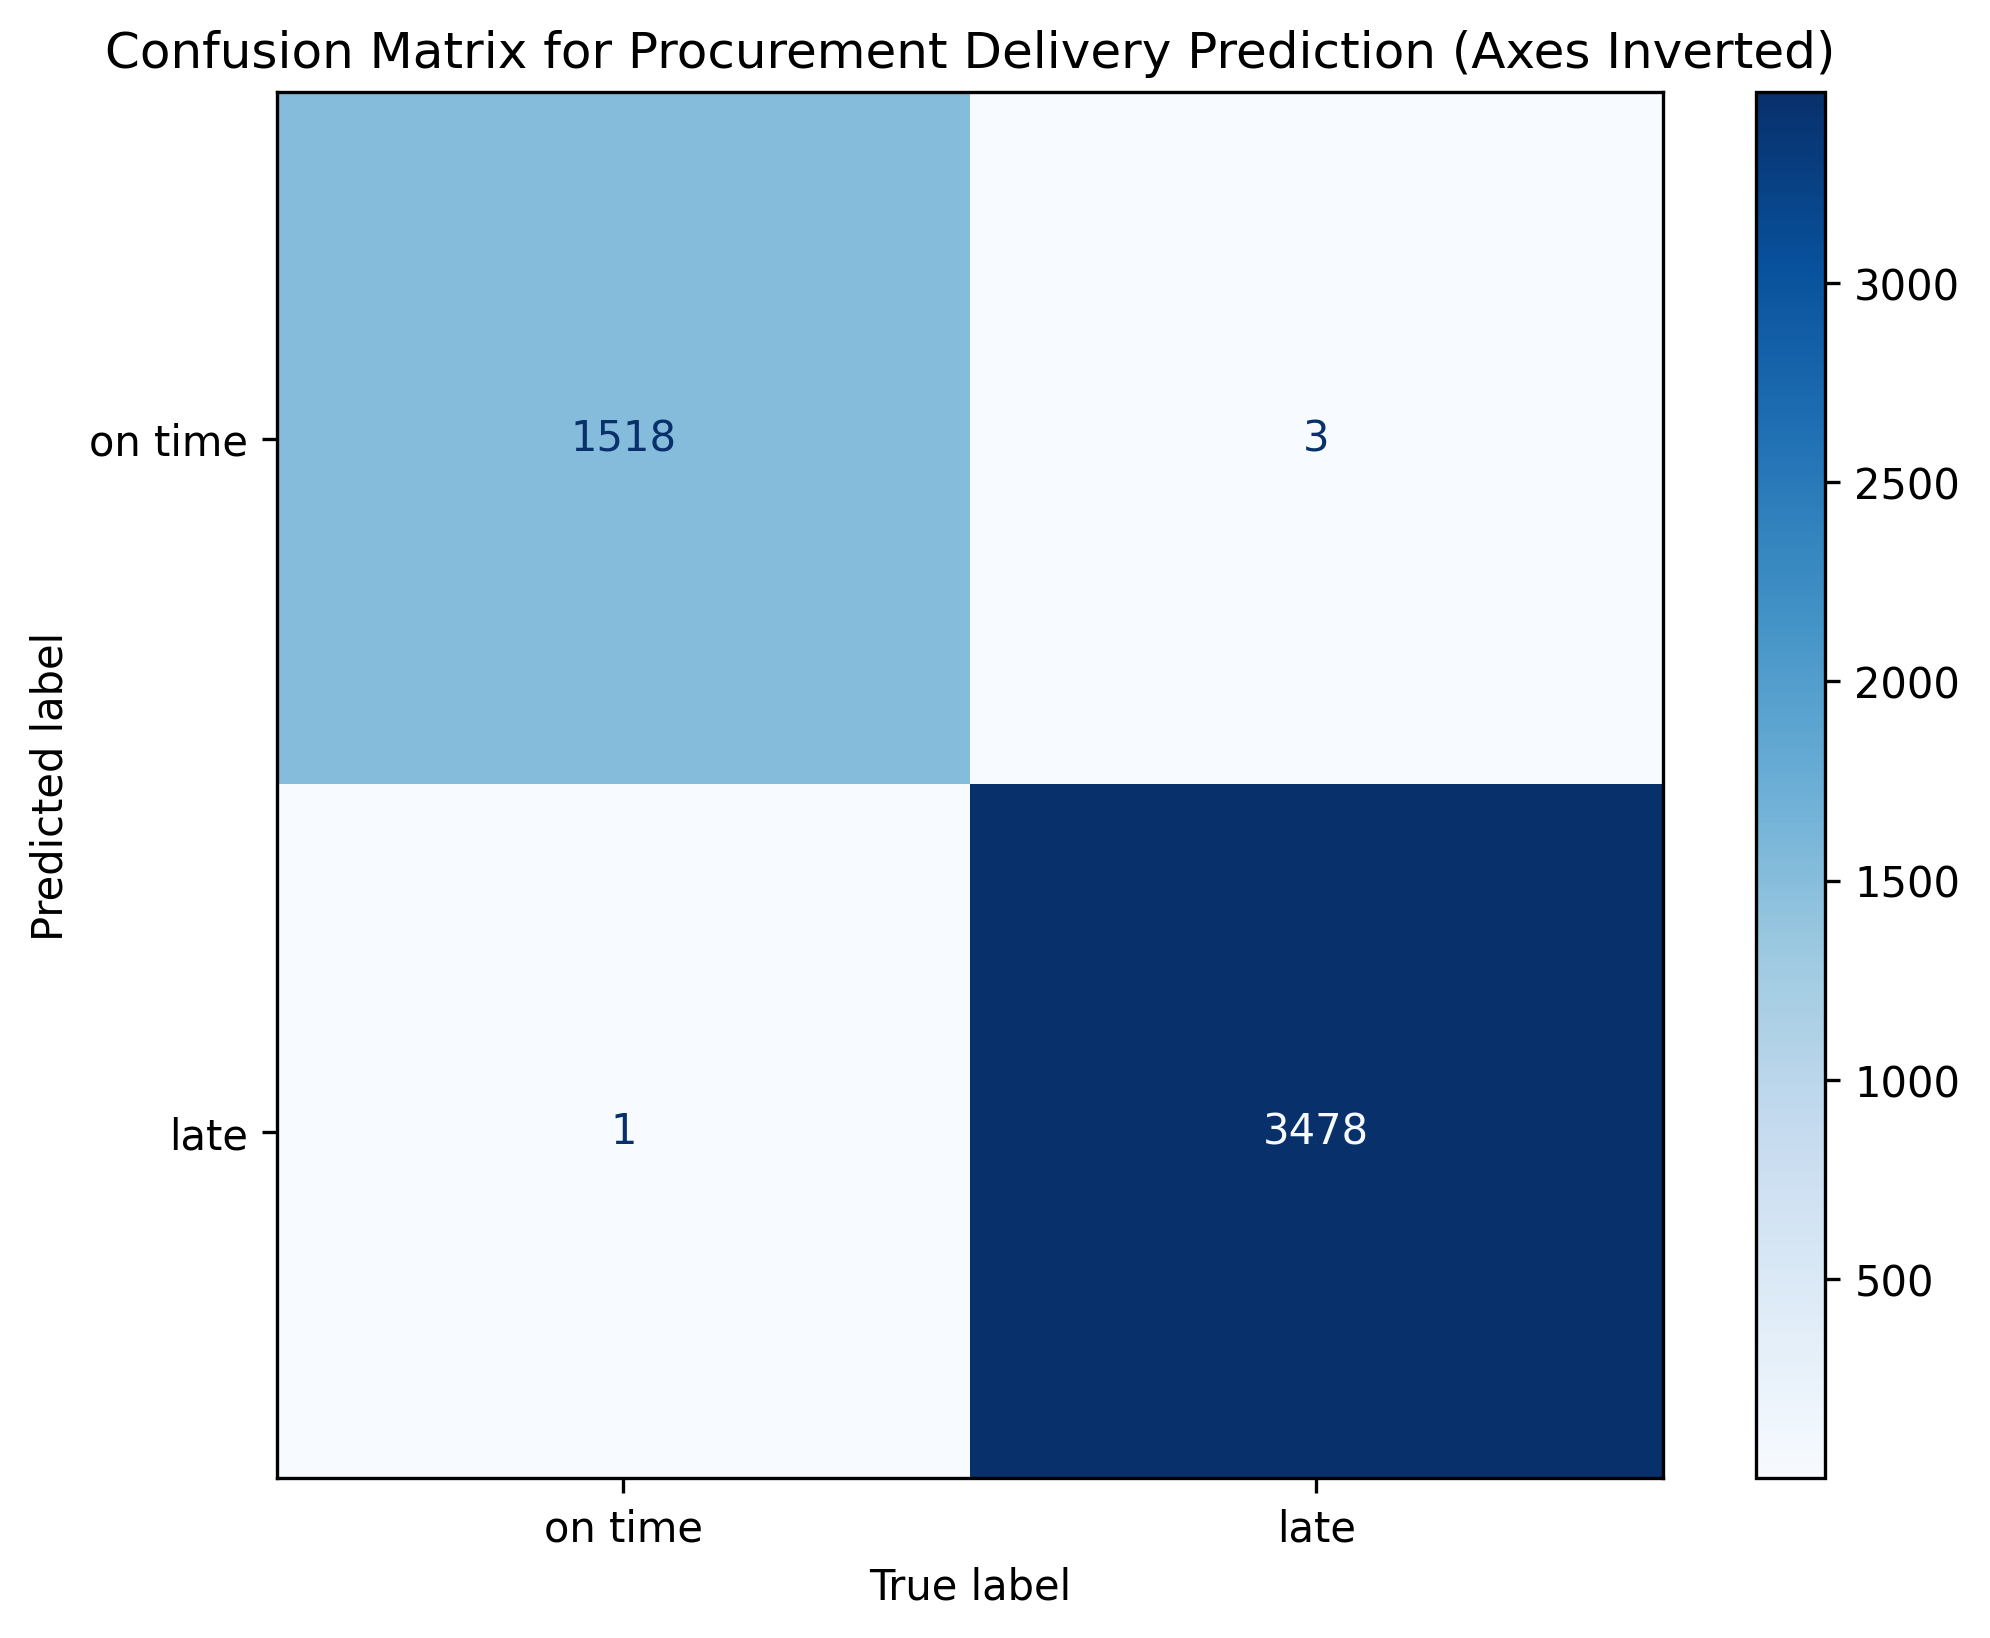 Confusion Matrix for Procurement Delivery Prediction (Axes Inverted)
Predicted label
on time
1518
3
late
1
3478
on time
late
True label
3000
2500
2000
1500
1000
500